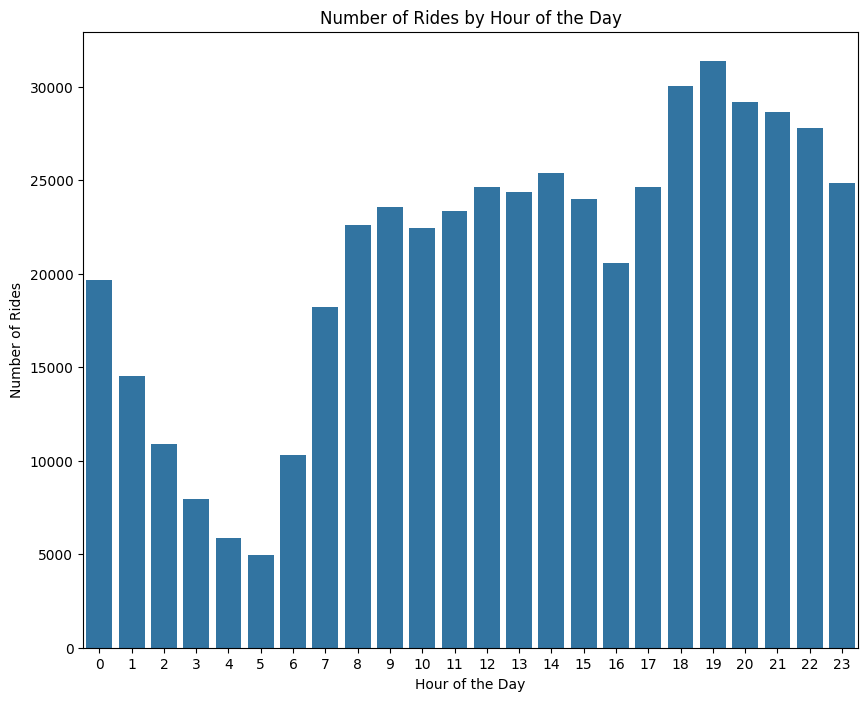 Number of Rides by Hour of the Day
30000
25000
20000
15000
10000
5000
0
Number of Rides
0 1 2 3 4 5 6 7 8 9 10 11 12 13 14 15 16 17 18 19 20 21 22 23
Hour of the Day